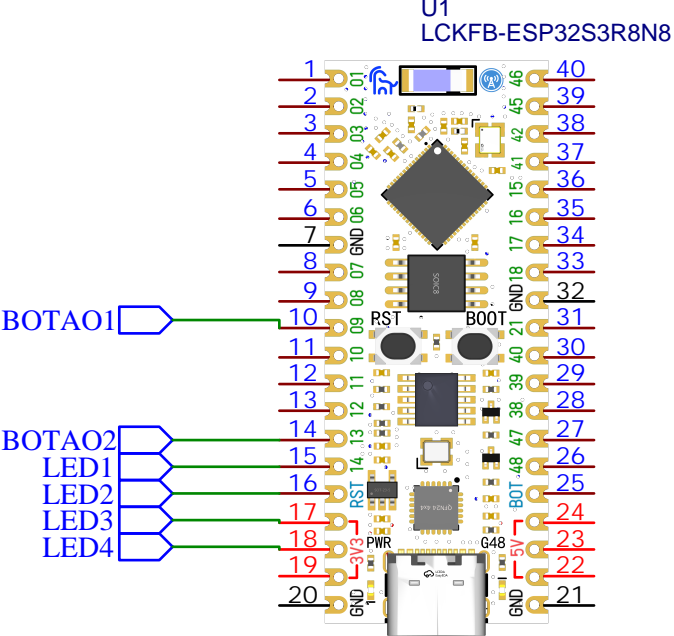 U1
LCKFB-ESP32S3R8N8
1 01 46 40
2 02 45 39
3 03 42 38
4 04 41 37
5 05 15 36
6 06 16 35
7 GND 17 34
8 07 18 33
9 08 GND 32
BOTAO1 10 09 RST BOOT 21 31
11 10 40 30
12 11 39 29
13 12 38 28
BOTAO2 14 13 47 27
LED1 15 14 48 26
LED2 16 RST BOT 25
LED3 17 24
LED4 18 3V3 PWR G48 5V 23
19 22
20 GND 1 GND 21
SOIC8
QFN24 4x4